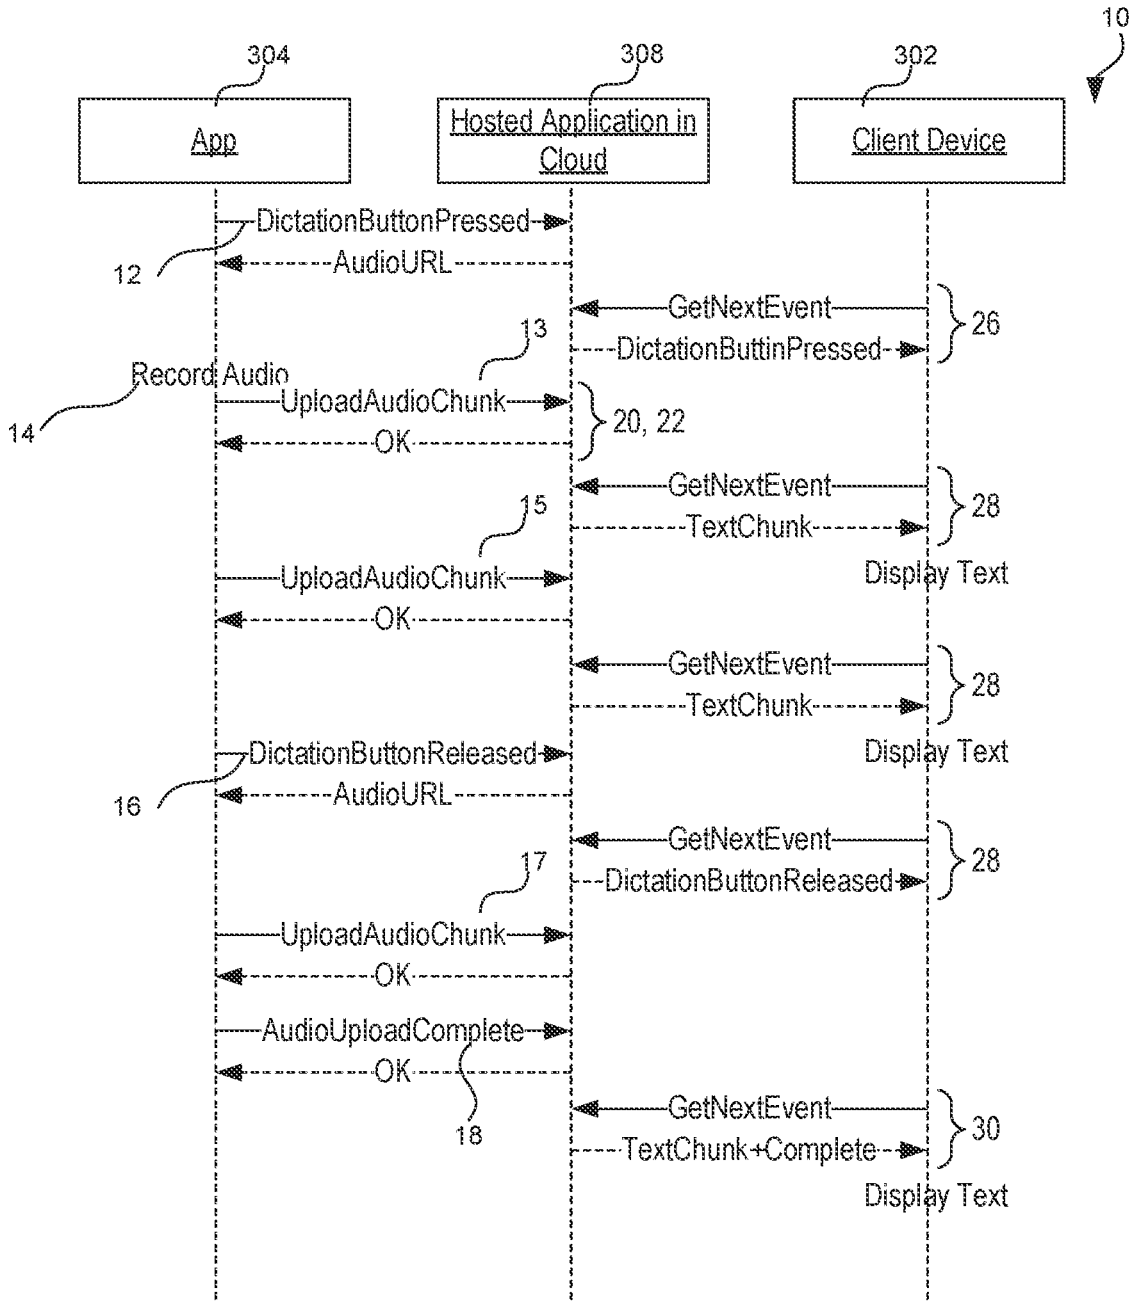 10
304
308
302
App
Hosted Application in
Cloud
Client Device
DictationButtonPressed
12
AudioURL
GetNextEvent
26
DictationButtinPressed
13
Record Audio
14
UploadAudioChunk
20, 22
OK
GetNextEvent
28
TextChunk
15
Display Text
UploadAudioChunk
OK
GetNextEvent
28
TextChunk
DictationButtonReleased
Display Text
16
AudioURL
GetNextEvent
28
17
DictationButtonReleased
UploadAudioChunk
OK
AudioUploadComplete
OK
18
GetNextEvent
30
TextChunk+Complete
Display Text